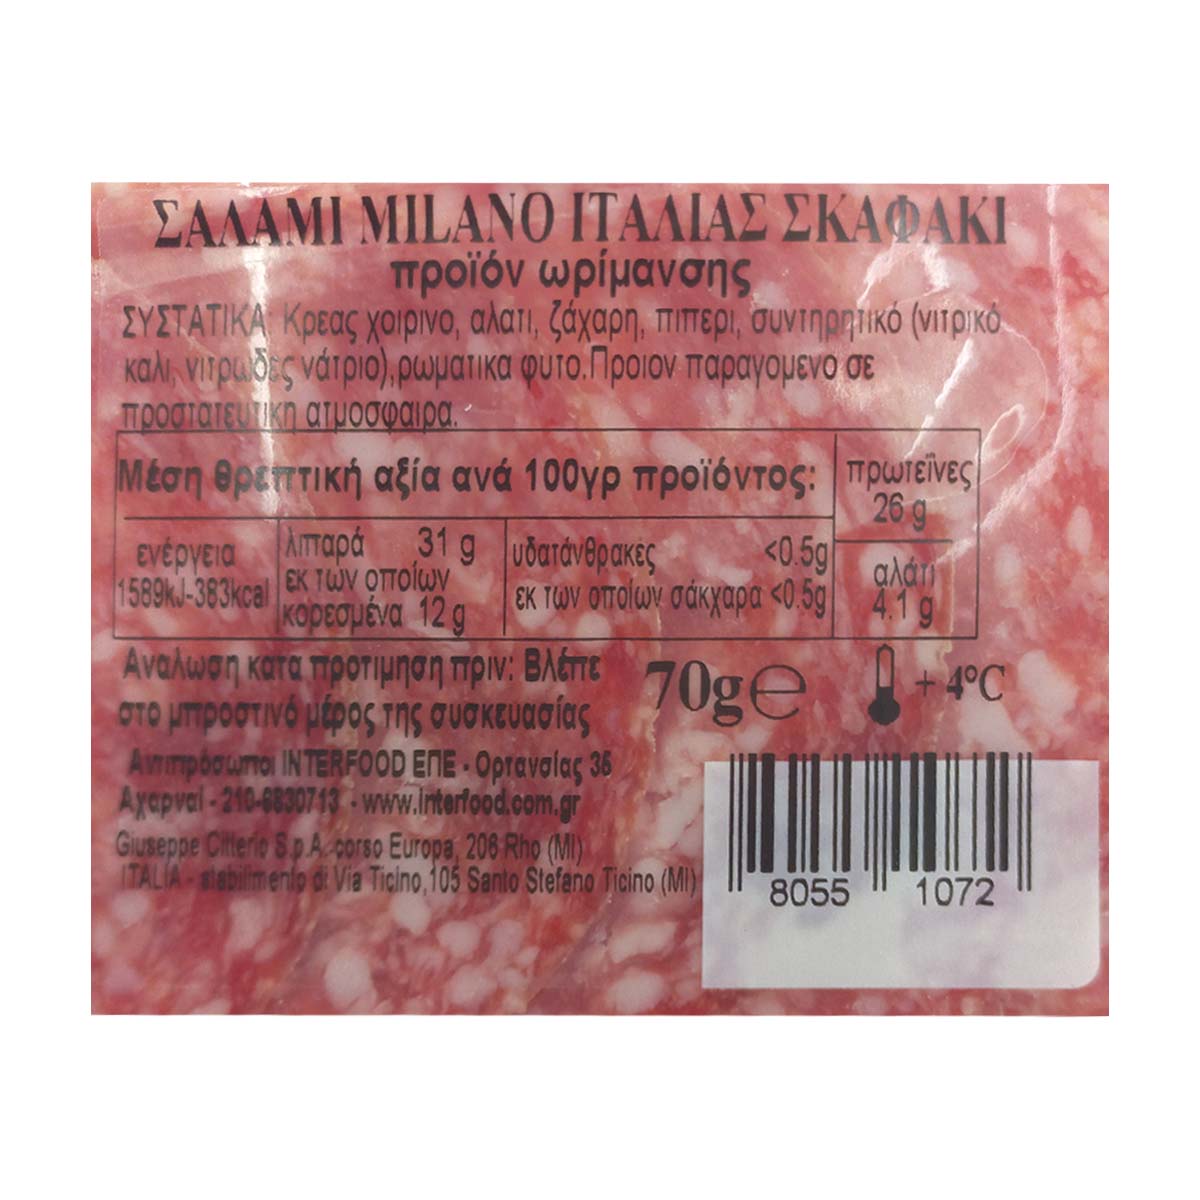 ΣΑΛΑΜΙ MILANO ΙΤΑΛΙΑΣ ΣΚΑΦΑΚΙ
προϊόν ωρίμανσης
ΣΥΣΤΑΤΙΚΑ: Κρεας χοιρινο, αλατι, ζάχαρη, πιπερι, συντηρητικό (νιτρικό
καλι, νιτρωδες νάτριο),ρωματικα φυτο.Προιον παραγομενο σε
προστατευτικη ατμοσφαιρα.
Μέση θρεπτική αξία ανά 100γρ προϊόντος:
πρωτεΐνες
26 g
ενέργεια
1589kJ-383kcal
λιπαρά 31 g
εκ των οποίων
κορεσμένα 12 g
υδατάνθρακες <0.5g
εκ των οποίων σάκχαρα <0.5g
αλάτι
4.1 g
Αναλωση κατα προτιμηση πριν: Βλέπε
στο μπροστινό μέρος της συσκευασίας
70g℮ +4°C
Αντιπρόσωποι INTERFOOD ΕΠΕ - Ορτανσίας 36
Αχαρναί - 210-6830713 - www.interfood.com.gr
Giuseppe Citterio S.p.A. corso Europa, 206 Rho (MI)
ITALIA - stabilimento di Via Ticino,105 Santo Stefano Ticino (MI)
8055 1072